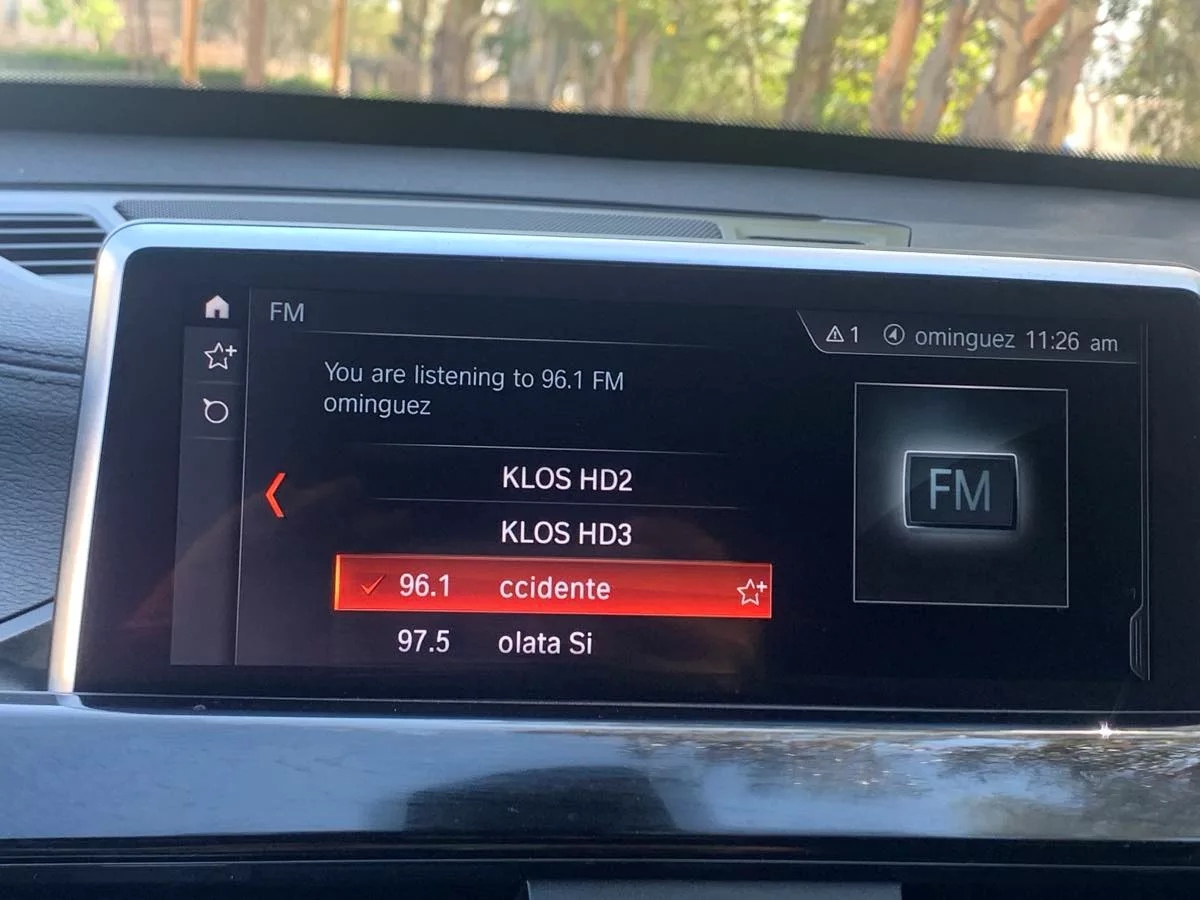 FM
1 ominguez 11:26 am
You are listening to 96.1 FM
ominguez
KLOS HD2
KLOS HD3
96.1 ccidente
97.5 olata Si
FM